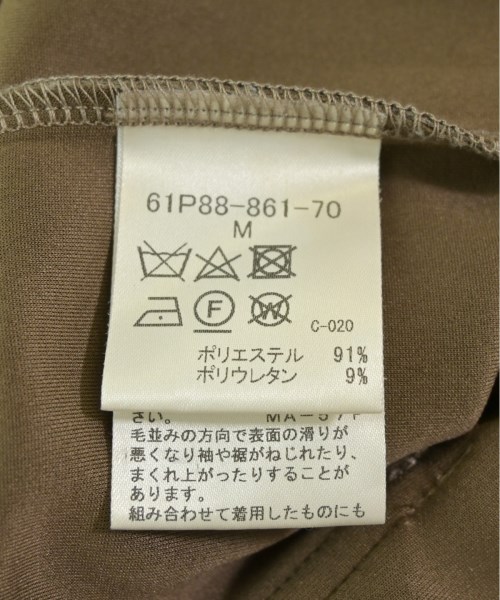 61P88-861-70
M
F
W
C-020
ポリエステル 91%
ポリウレタン 9%
さい。 MA-57F
毛並みの方向で表面の滑りが
悪くなり袖や裾がねじれたり、
まくれ上がったりすることが
あります。
組み合わせて着用したものにも